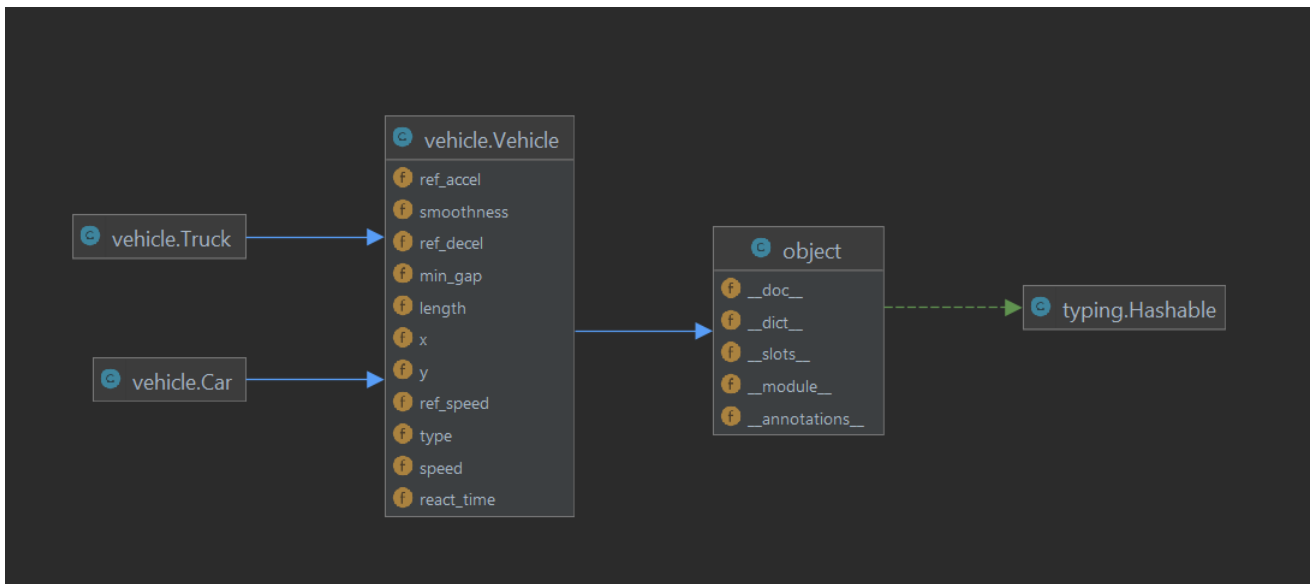 vehicle.Truck
vehicle.Car
vehicle.Vehicle
ref_accel
smoothness
ref_decel
min_gap
length
x
y
ref_speed
type
speed
react_time
object
__doc__
__dict__
__slots__
__module__
__annotations__
typing.Hashable